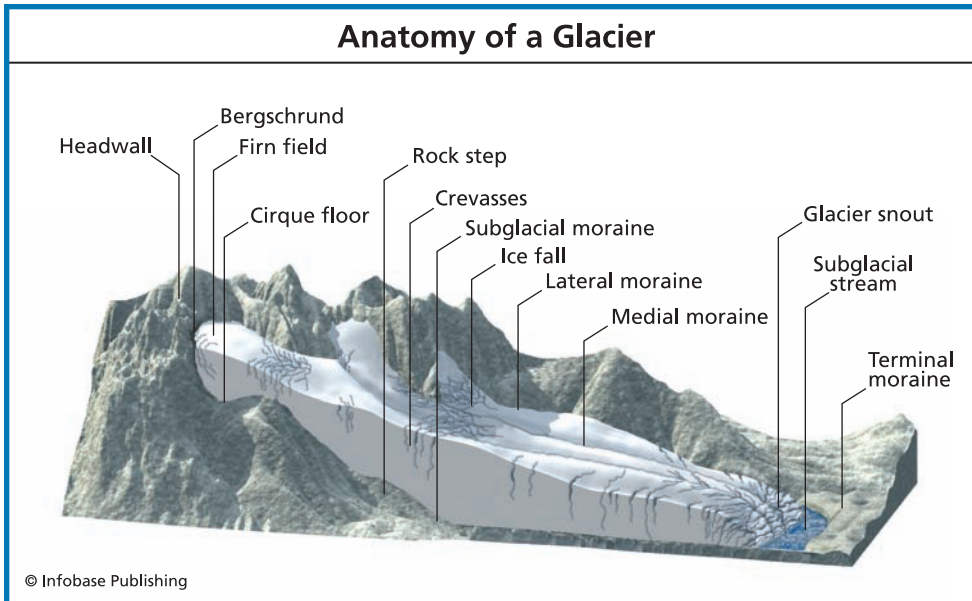 Anatomy of a Glacier
Bergschrund
Headwall
Firn field
Rock step
Crevasses
Cirque floor
Glacier snout
Subglacial moraine
Ice fall
Subglacial
stream
Lateral moraine
Medial moraine
Terminal
moraine
© Infobase Publishing